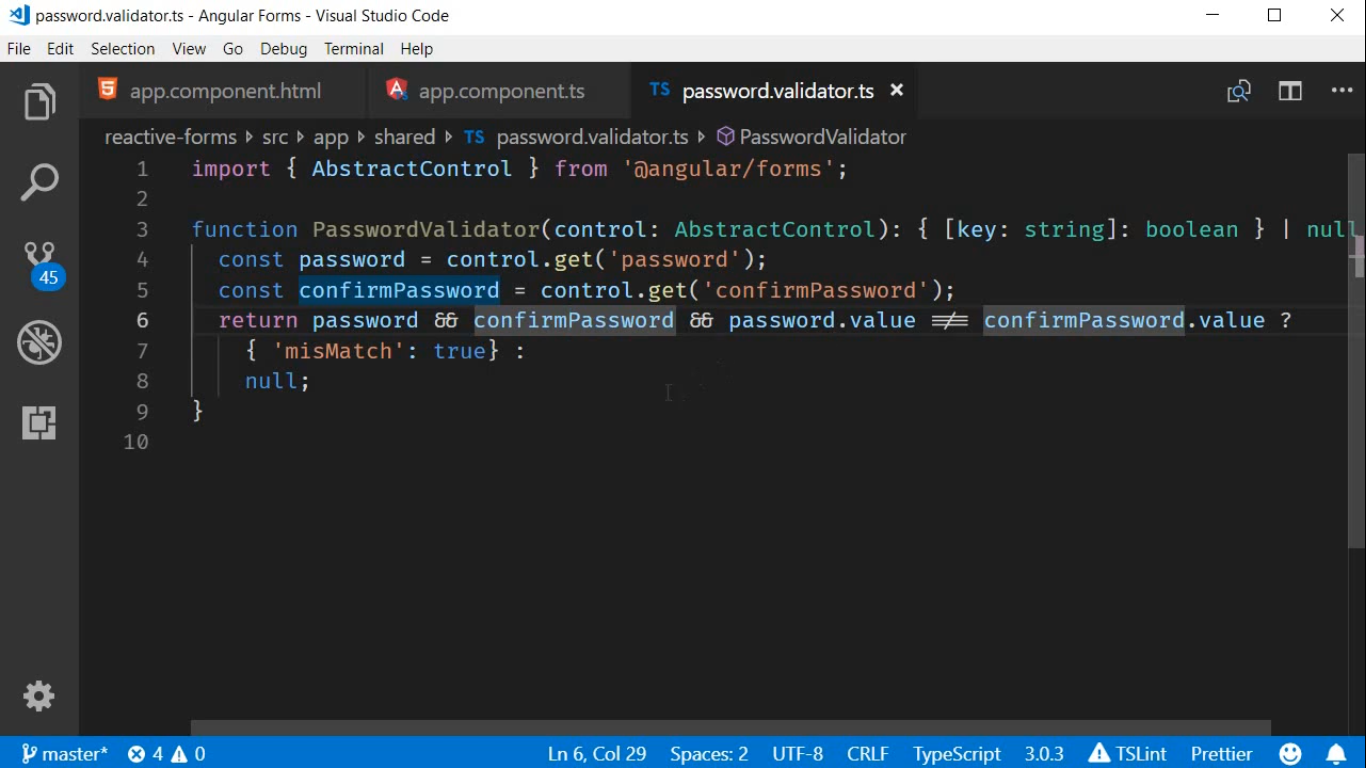 password.validator.ts - Angular Forms - Visual Studio Code
File Edit Selection View Go Debug Terminal Help
app.component.html app.component.ts TS password.validator.ts
reactive-forms src app shared TS password.validator.ts PasswordValidator
1 import { AbstractControl } from '@angular/forms';
2
3 function PasswordValidator(control: AbstractControl): { [key: string]: boolean } | null
4 const password = control.get('password');
5 const confirmPassword = control.get('confirmPassword');
6 return password && confirmPassword && password.value !== confirmPassword.value ?
7 { 'misMatch': true} :
8 null;
9 }
10
45
master* 4 0 Ln 6, Col 29 Spaces: 2 UTF-8 CRLF TypeScript 3.0.3 TSLint Prettier